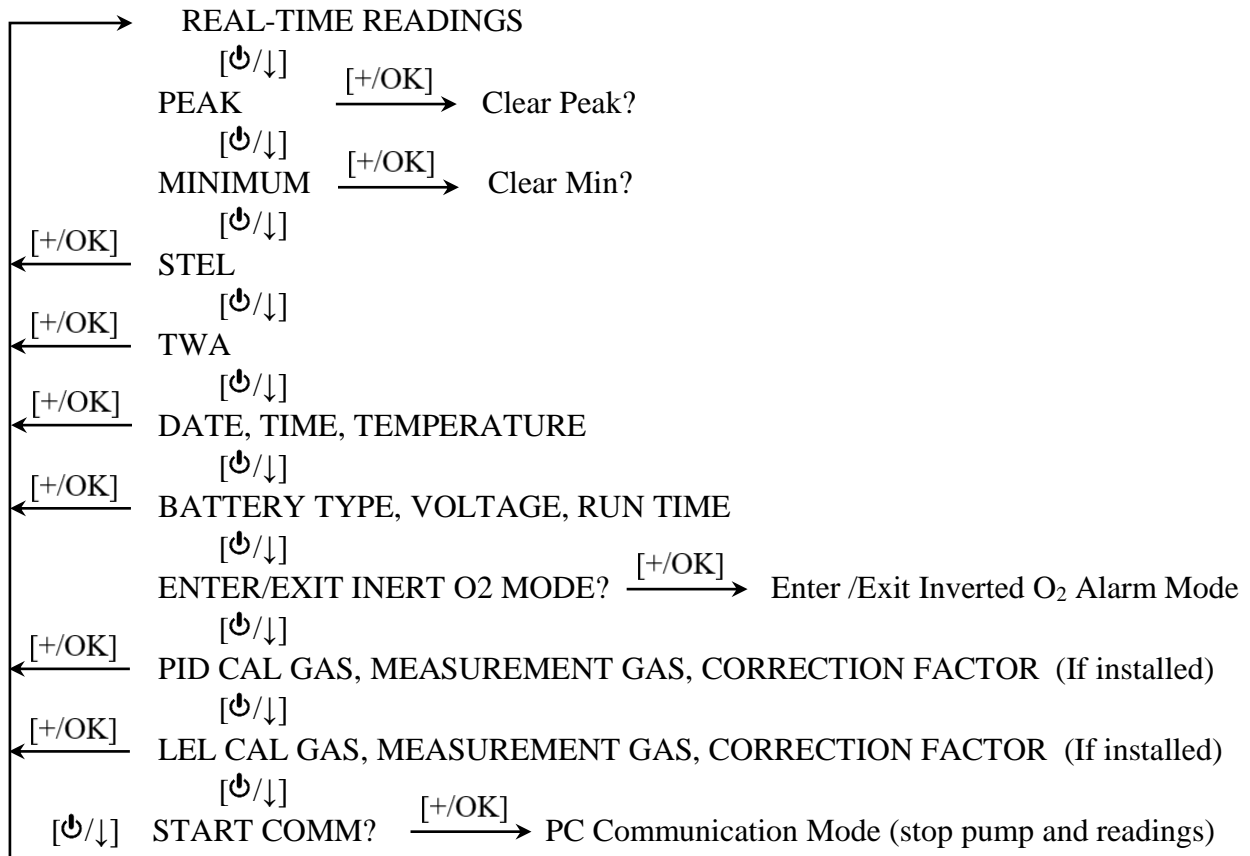 REAL-TIME READINGS
[⏻/↓]
PEAK [+/OK] Clear Peak?
[⏻/↓]
MINIMUM [+/OK] Clear Min?
[⏻/↓]
[+/OK] STEL
[⏻/↓]
[+/OK] TWA
[⏻/↓]
[+/OK] DATE, TIME, TEMPERATURE
[⏻/↓]
[+/OK] BATTERY TYPE, VOLTAGE, RUN TIME
[⏻/↓]
ENTER/EXIT INERT O2 MODE? [+/OK] Enter /Exit Inverted O₂ Alarm Mode
[⏻/↓]
[+/OK] PID CAL GAS, MEASUREMENT GAS, CORRECTION FACTOR (If installed)
[⏻/↓]
[+/OK] LEL CAL GAS, MEASUREMENT GAS, CORRECTION FACTOR (If installed)
[⏻/↓]
[⏻/↓] START COMM? [+/OK] PC Communication Mode (stop pump and readings)